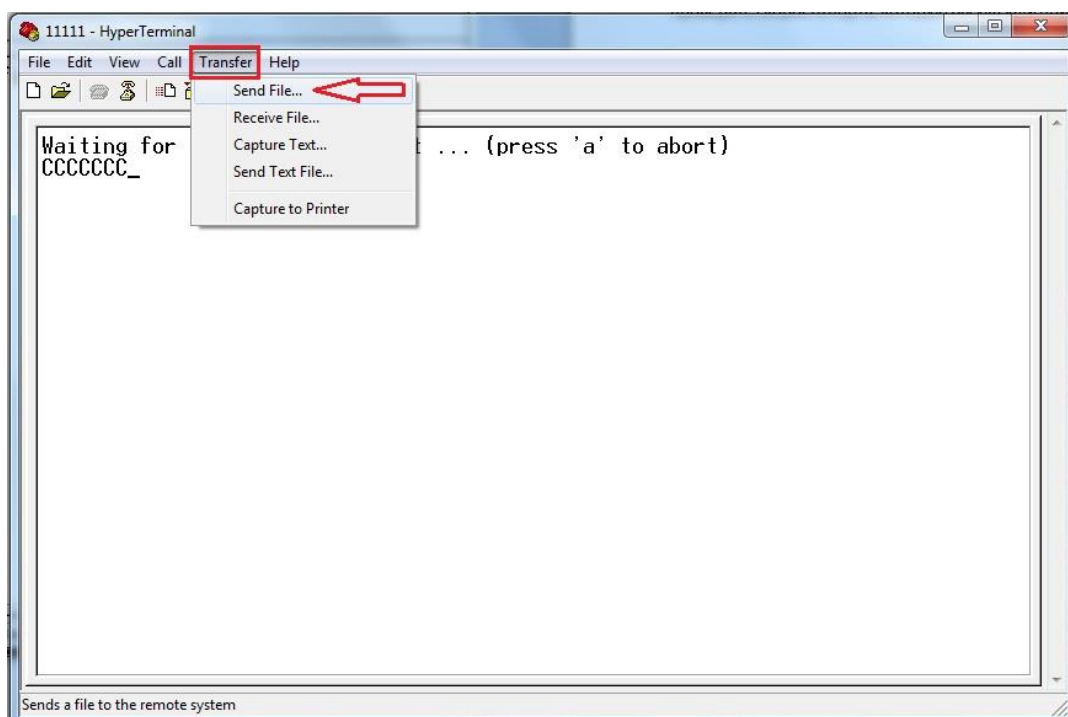 11111 - HyperTerminal
File Edit View Call Transfer Help
Send File...
Receive File...
Capture Text...
Send Text File...
Capture to Printer
Waiting for ... (press 'a' to abort)
CCCCCCC_
Sends a file to the remote system